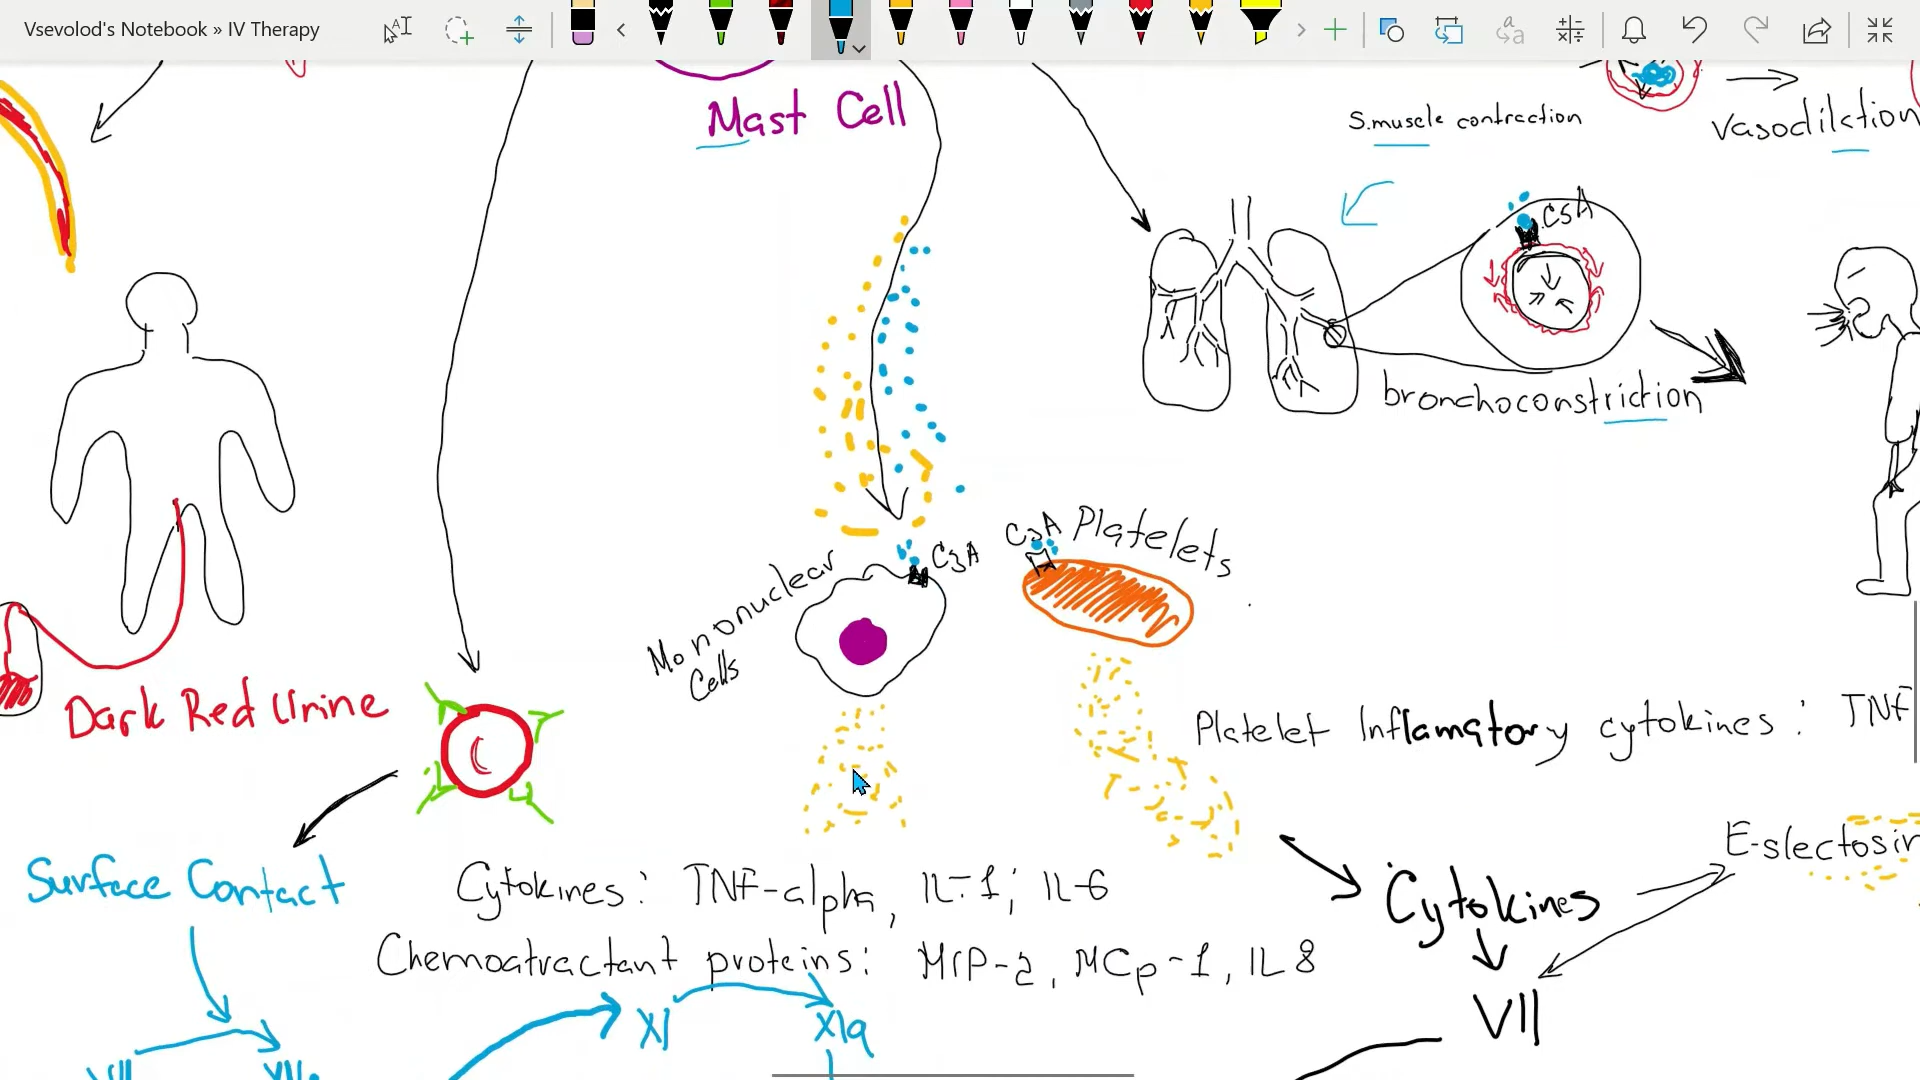 Vsevolod's Notebook » IV Therapy
Mast Cell
S.muscle contraction
Vasodilation
C5A
bronchoconstriction
C3A
C3A
Platelets
Mononuclear
Cells
Dark Red Urine
Platelet Inflamatory cytokines: TNF
E-slectosin
Surface Contact
Cytokines: TNF-alpha, IL-1; IL-6
Cytokines
Chemoatractant proteins: MIP-2, MCp-1, IL8
XI
XIa
VII